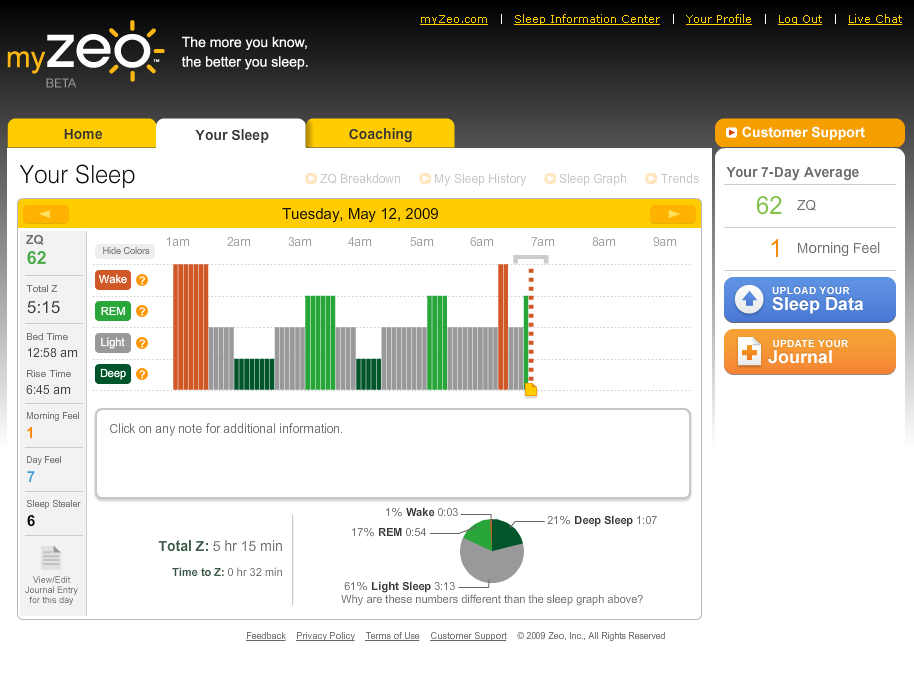 myZeo.com | Sleep Information Center | Your Profile | Log Out | Live Chat
myzeo™
BETA
The more you know,
the better you sleep.
Home
Your Sleep
Coaching
Customer Support
Your Sleep
ZQ Breakdown
My Sleep History
Sleep Graph
Trends
Tuesday, May 12, 2009
ZQ
62
Total Z
5:15
Bed Time
12:58 am
Rise Time
6:45 am
Morning Feel
1
Day Feel
7
Sleep Stealer
6
View/Edit
Journal Entry
for this day
Hide Colors
1am 2am 3am 4am 5am 6am 7am 8am 9am
Wake ?
REM ?
Light ?
Deep ?
Click on any note for additional information.
Total Z: 5 hr 15 min
Time to Z: 0 hr 32 min
1% Wake 0:03
21% Deep Sleep 1:07
17% REM 0:54
61% Light Sleep 3:13
Why are these numbers different than the sleep graph above?
Your 7-Day Average
62 ZQ
1 Morning Feel
UPLOAD YOUR
Sleep Data
UPDATE YOUR
Journal
Feedback Privacy Policy Terms of Use Customer Support © 2009 Zeo, Inc., All Rights Reserved